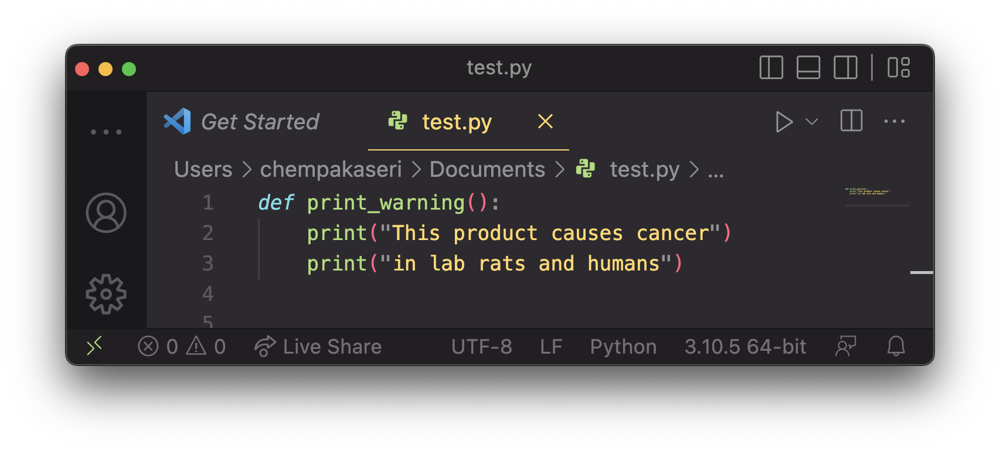 test.py
Get Started test.py
Users > chempakaseri > Documents > test.py > ...
1 def print_warning():
2     print("This product causes cancer")
3     print("in lab rats and humans")
4
5
0 0 Live Share UTF-8 LF Python 3.10.5 64-bit